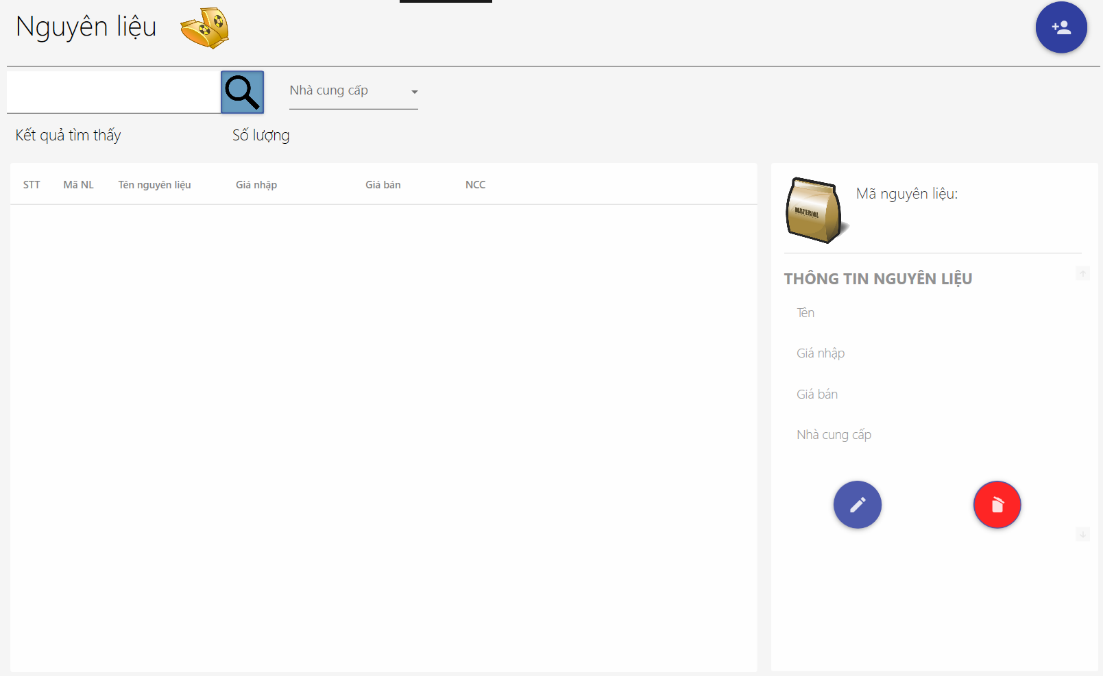 Nguyên liệu
Nhà cung cấp
Kết quả tìm thấy Số lượng
STT Mã NL Tên nguyên liệu Giá nhập Giá bán NCC
Mã nguyên liệu:
THÔNG TIN NGUYÊN LIỆU
Tên
Giá nhập
Giá bán
Nhà cung cấp